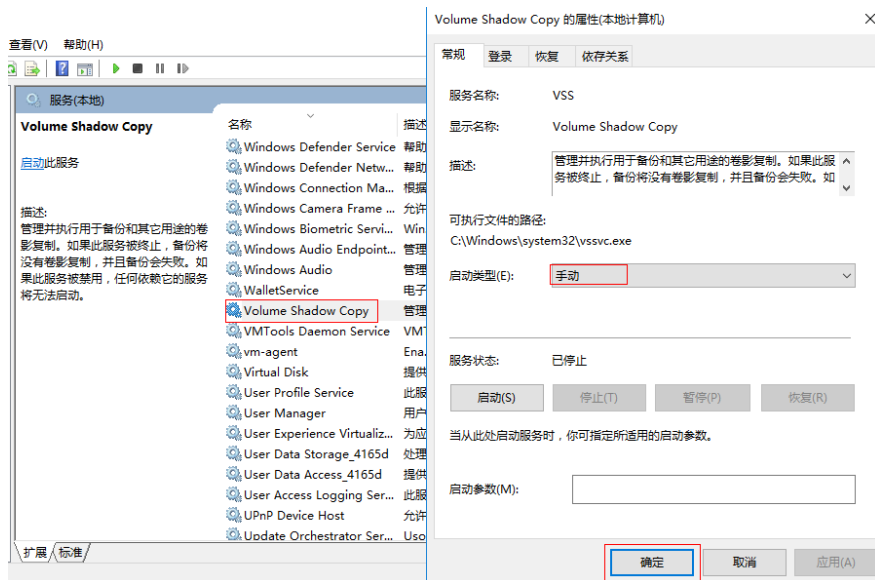 查看(V) 帮助(H)
服务(本地)
Volume Shadow Copy
启动此服务
描述:
管理并执行用于备份和其它用途的卷
影复制。如果此服务被终止，备份将
没有卷影复制，并且备份会失败。如
果此服务被禁用，任何依赖它的服务
将无法启动。
名称 描述
Windows Defender Service 帮助
Windows Defender Netw... 帮助
Windows Connection Ma... 根据
Windows Camera Frame ... 允许
Windows Biometric Servi... Win
Windows Audio Endpoint... 管理
Windows Audio 管理
WalletService 电子
Volume Shadow Copy 管理
VMTools Daemon Service VMT
vm-agent Ena.
Virtual Disk 提供
User Profile Service 此服
User Manager 用户
User Experience Virtualiz... 为应
User Data Storage_4165d 处理
User Data Access_4165d 提供
User Access Logging Ser... 此服
UPnP Device Host 允许
Update Orchestrator Ser... Uso
扩展 标准
Volume Shadow Copy 的属性(本地计算机)
常规 登录 恢复 依存关系
服务名称: VSS
显示名称: Volume Shadow Copy
描述: 管理并执行用于备份和其它用途的卷影复制。如果此服
务被终止，备份将没有卷影复制，并且备份会失败。如
可执行文件的路径:
C:\Windows\system32\vssvc.exe
启动类型(E): 手动
服务状态: 已停止
启动(S) 停止(T) 暂停(P) 恢复(R)
当从此处启动服务时，你可指定所适用的启动参数。
启动参数(M):
确定 取消 应用(A)